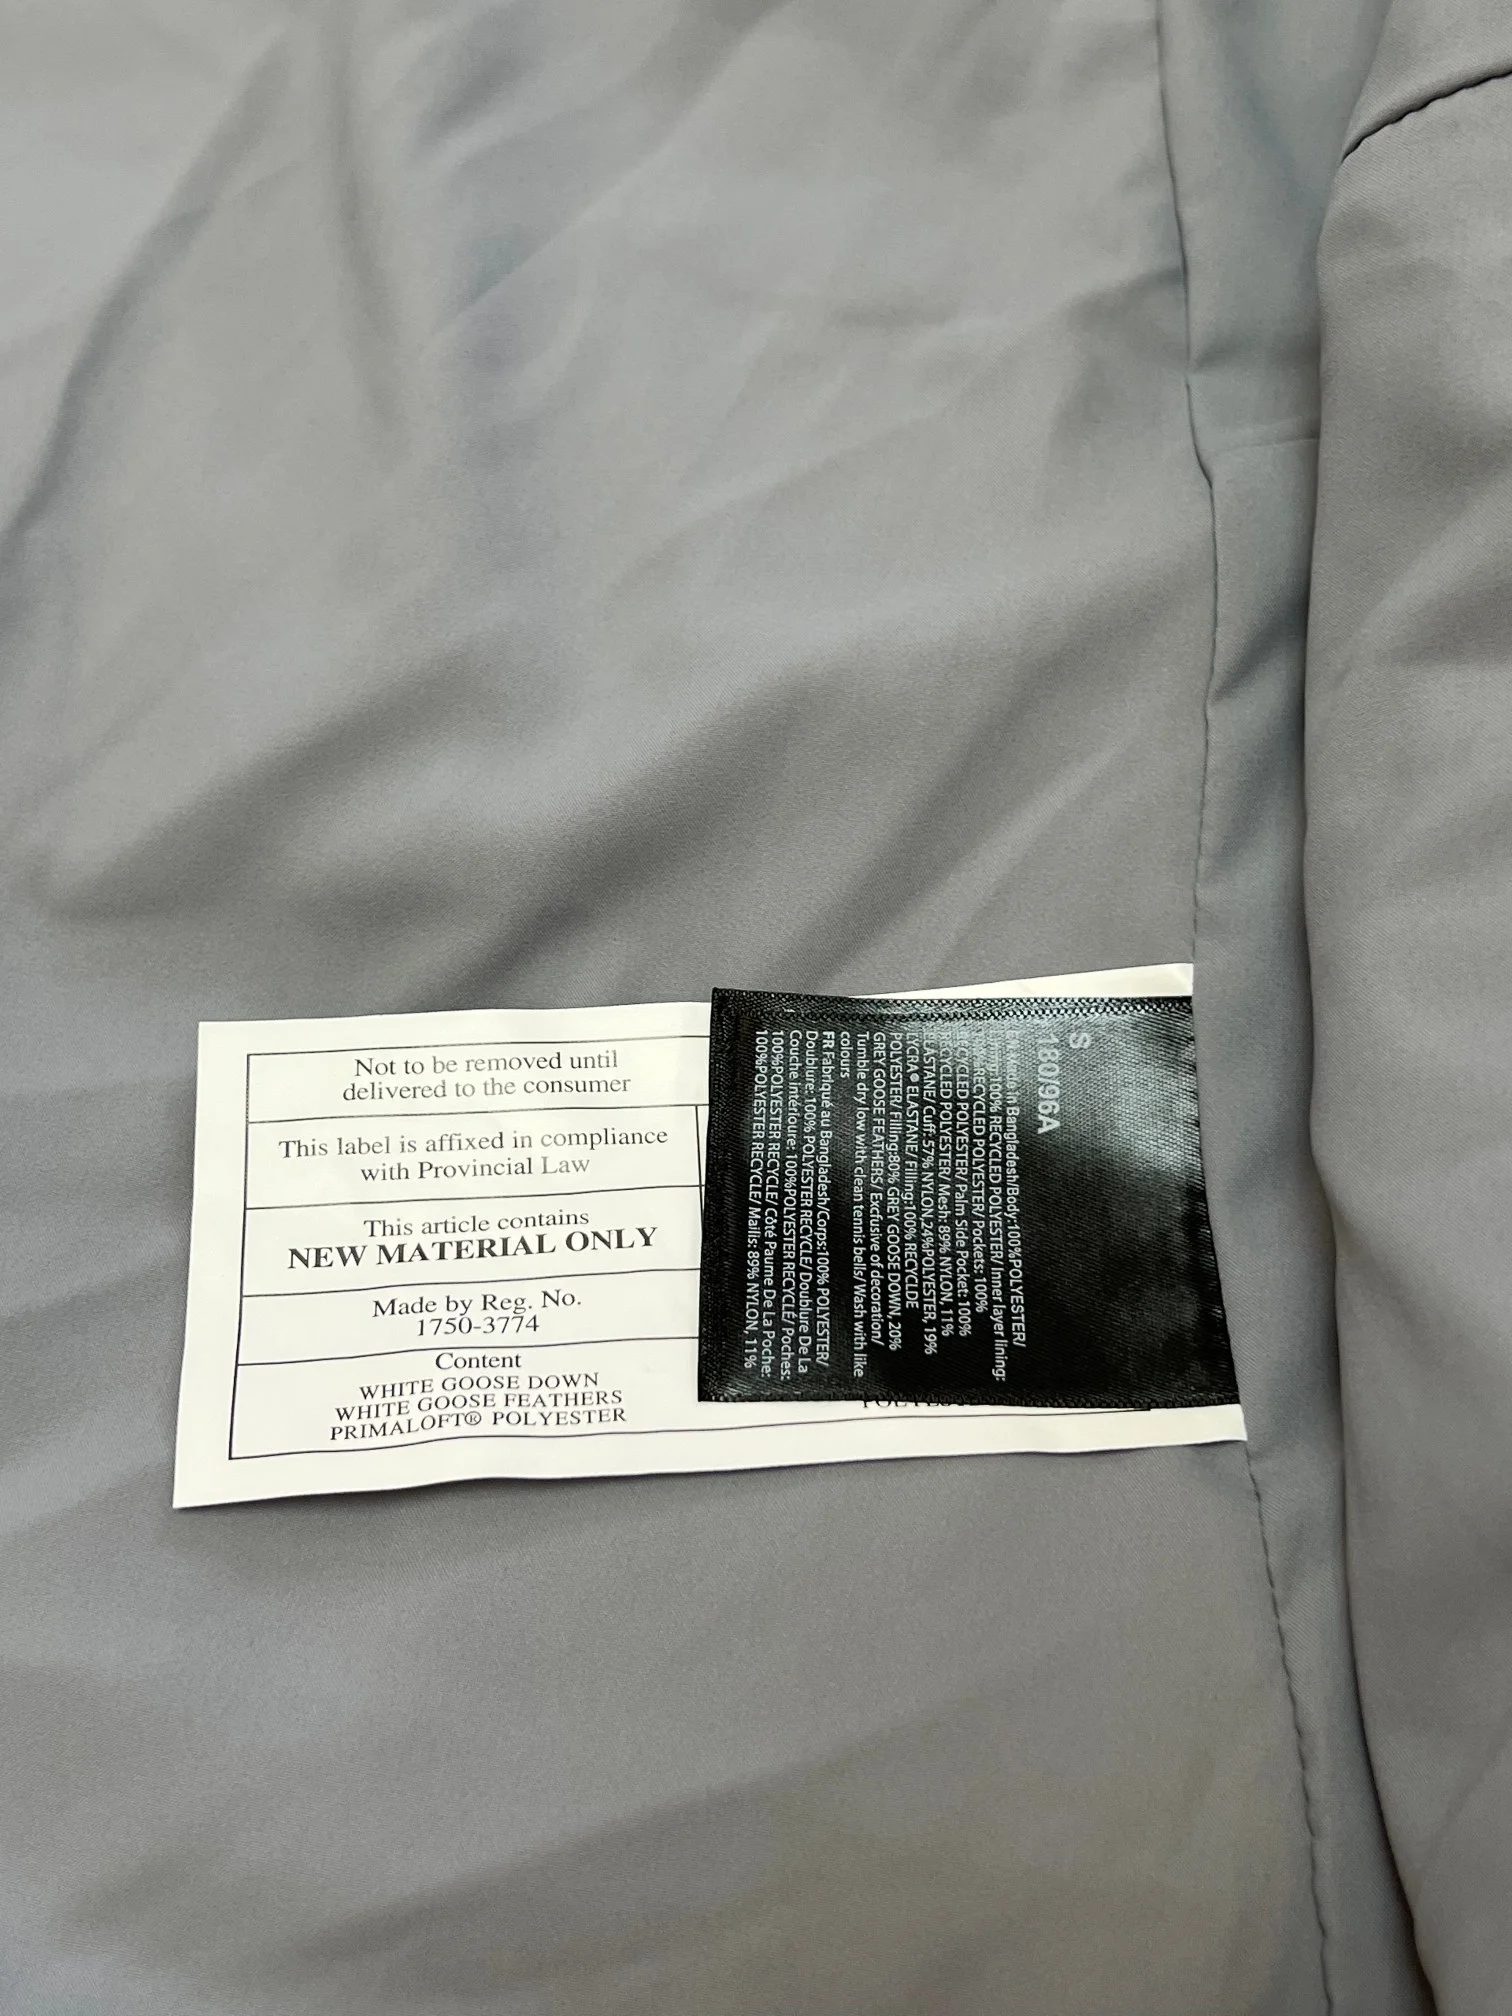 Not to be removed until
delivered to the consumer
This label is affixed in compliance
with Provincial Law
This article contains
NEW MATERIAL ONLY
Made by Reg. No.
1750-3774
Content
WHITE GOOSE DOWN
WHITE GOOSE FEATHERS
PRIMALOFT® POLYESTER
S
180/96A
in Bangladesh/Body:100%POLYESTER/
100% RECYCLED POLYESTER/ Inner layer lining:
RECYCLED POLYESTER/ Pockets: 100%
RECYCLED POLYESTER/ Palm Side Pocket: 100%
RECYCLED POLYESTER/ Mesh: 89% NYLON, 11%
ELASTANE/ Cuff: 57% NYLON,24%POLYESTER, 19%
LYCRA® ELASTANE/ Filling:100% RECYCLDE
POLYESTER/ Filling:80% GREY GOOSE DOWN, 20%
GREY GOOSE FEATHERS/ Exclusive of decoration/
Tumble dry low with clean tennis bells/ Wash with like
colours
FR Fabriqué au Bangladesh/Corps:100% POLYESTER/
Doublure: 100% POLYESTER RECYCLE/ Doublure De La
Couche intérieure: 100%POLYESTER RECYCLÉ/ Poches:
100%POLYESTER RECYCLE/ Côté Paume De La Poche:
100%POLYESTER RECYCLE/ Maills: 89% NYLON, 11%